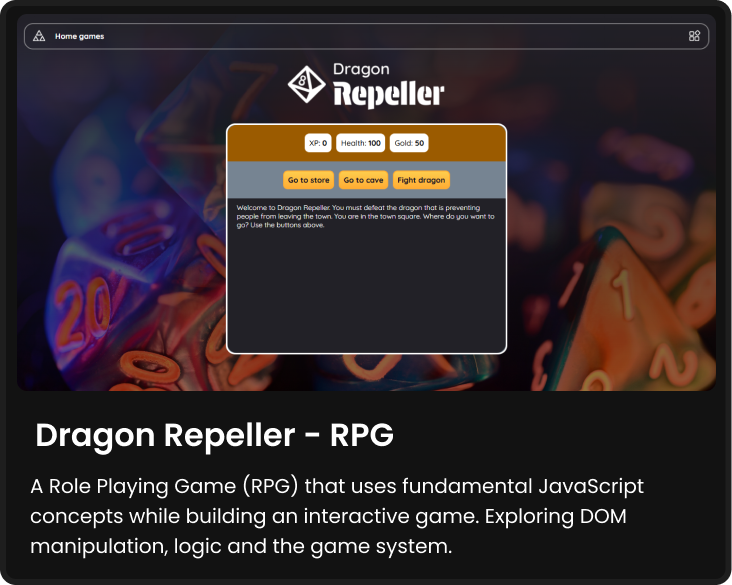 Home games
8
Dragon
Repeller
XP: 0 Health: 100 Gold: 50
Go to store Go to cave Fight dragon
Welcome to Dragon Repeller. You must defeat the dragon that is preventing
people from leaving the town. You are in the town square. Where do you want to
go? Use the buttons above.
20
1
2
Dragon Repeller - RPG
A Role Playing Game (RPG) that uses fundamental JavaScript
concepts while building an interactive game. Exploring DOM
manipulation, logic and the game system.